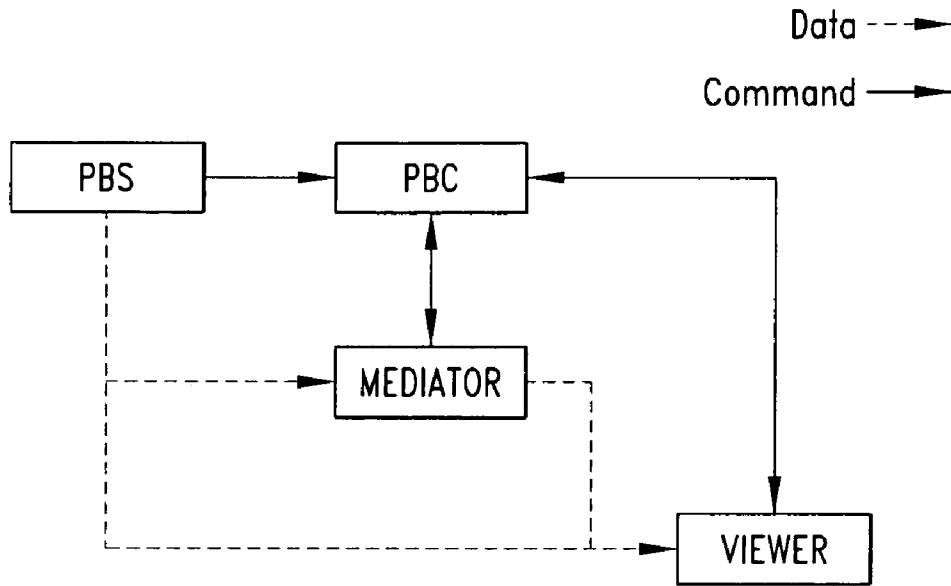 Data
Command
PBS
PBC
MEDIATOR
VIEWER